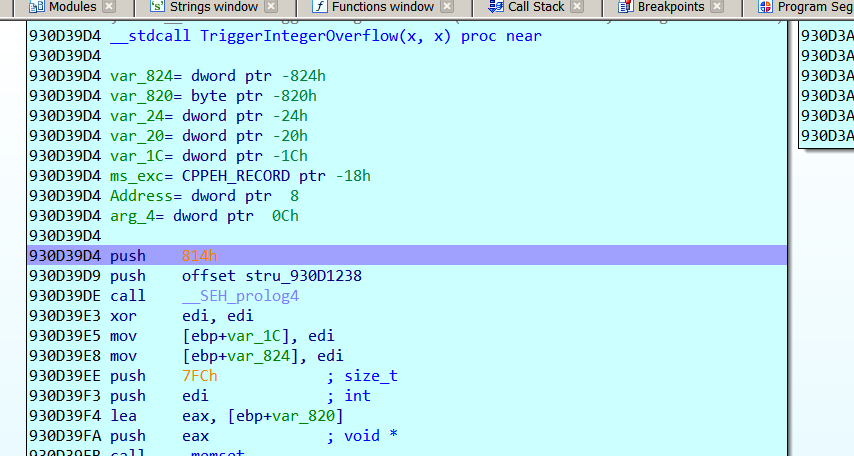 Modules Strings window Functions window Call Stack Breakpoints Program Seg
930D39D4 __stdcall TriggerIntegerOverflow(x, x) proc near
930D39D4
930D39D4 var_824= dword ptr -824h
930D39D4 var_820= byte ptr -820h
930D39D4 var_24= dword ptr -24h
930D39D4 var_20= dword ptr -20h
930D39D4 var_1C= dword ptr -1Ch
930D39D4 ms_exc= CPPEH_RECORD ptr -18h
930D39D4 Address= dword ptr  8
930D39D4 arg_4= dword ptr  0Ch
930D39D4
930D39D4 push    814h
930D39D9 push    offset stru_930D1238
930D39DE call    __SEH_prolog4
930D39E3 xor     edi, edi
930D39E5 mov     [ebp+var_1C], edi
930D39E8 mov     [ebp+var_824], edi
930D39EE push    7FCh            ; size_t
930D39F3 push    edi             ; int
930D39F4 lea     eax, [ebp+var_820]
930D39FA push    eax             ; void *
930D39FB call    _memset
930D3A
930D3A
930D3A
930D3A
930D3A
930D3A